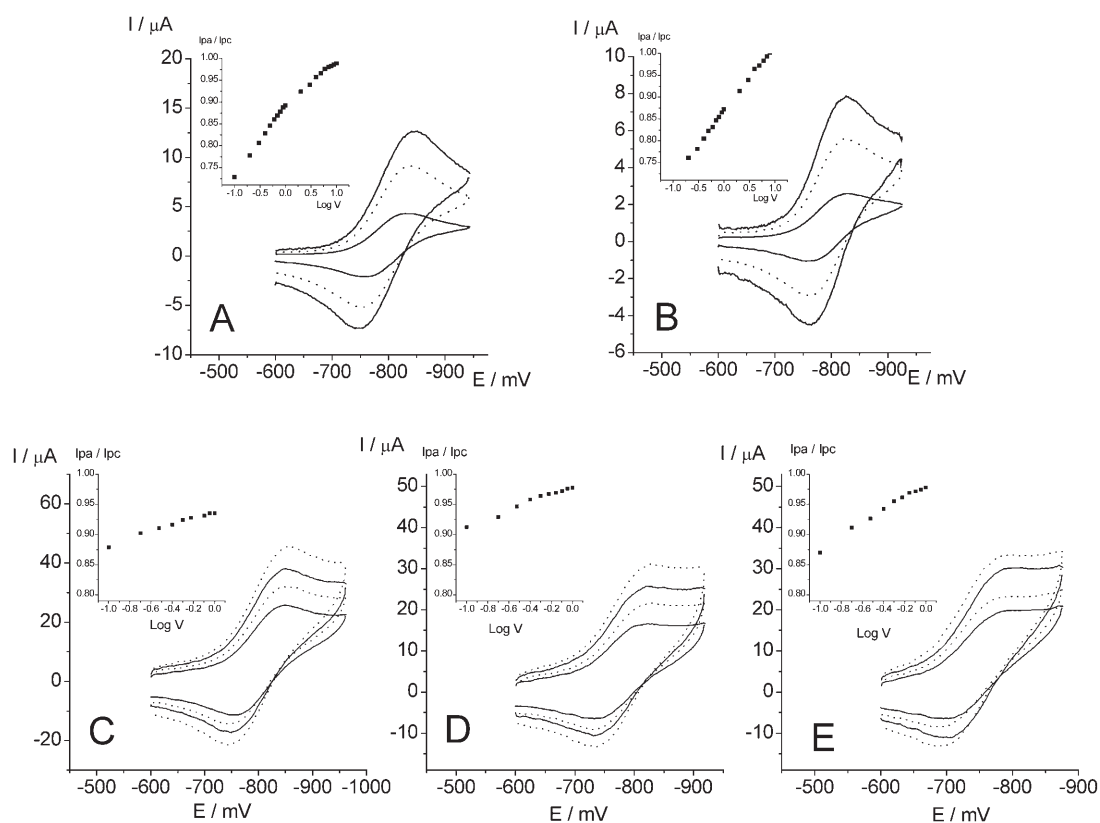 I / μA
Ipa / Ipc
20
15
10
5
0
-5
-10
1.00
0.95
0.90
0.85
0.80
0.75
-1.0 -0.5 0.0 0.5 1.0
Log V
A
-500 -600 -700 -800 -900
E / mV
I / μA
Ipa / Ipc
10
8
6
4
2
0
-2
-4
-6
1.00
0.95
0.90
0.85
0.80
0.75
-1.0 -0.5 0.0 0.5 1.0
Log V
B
-500 -600 -700 -800 -900
E / mV
I / μA
Ipa / Ipc
60
40
20
0
-20
1.00
0.95
0.90
0.85
0.80
-1.0 -0.8 -0.6 -0.4 -0.2 0.0
Log V
C
-500 -600 -700 -800 -900 -1000
E / mV
I / μA
Ipa / Ipc
50
40
30
20
10
0
-10
1.00
0.95
0.90
0.85
0.80
-1.0 -0.8 -0.6 -0.4 -0.2 0.0
Log V
D
-500 -600 -700 -800 -900
E / mV
I / μA
Ipa / Ipc
50
40
30
20
10
0
-10
1.00
0.95
0.90
0.85
0.80
-1.0 -0.8 -0.6 -0.4 -0.2 0.0
Log V
E
-500 -600 -700 -800 -900
E / mV